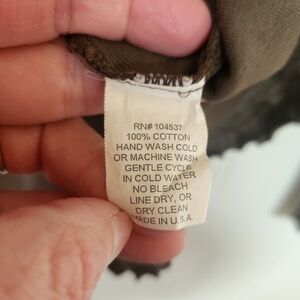 RN# 104537
100% COTTON
HAND WASH COLD
OR MACHINE WASH
GENTLE CYCLE
IN COLD WATER
NO BLEACH
LINE DRY, OR
DRY CLEAN
MADE IN U.S.A.